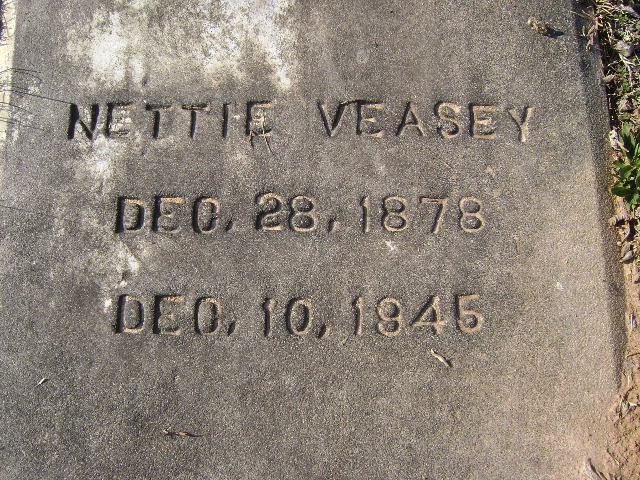 NETTIE VEASEY
DEC. 28, 1878
DEC. 10, 1945